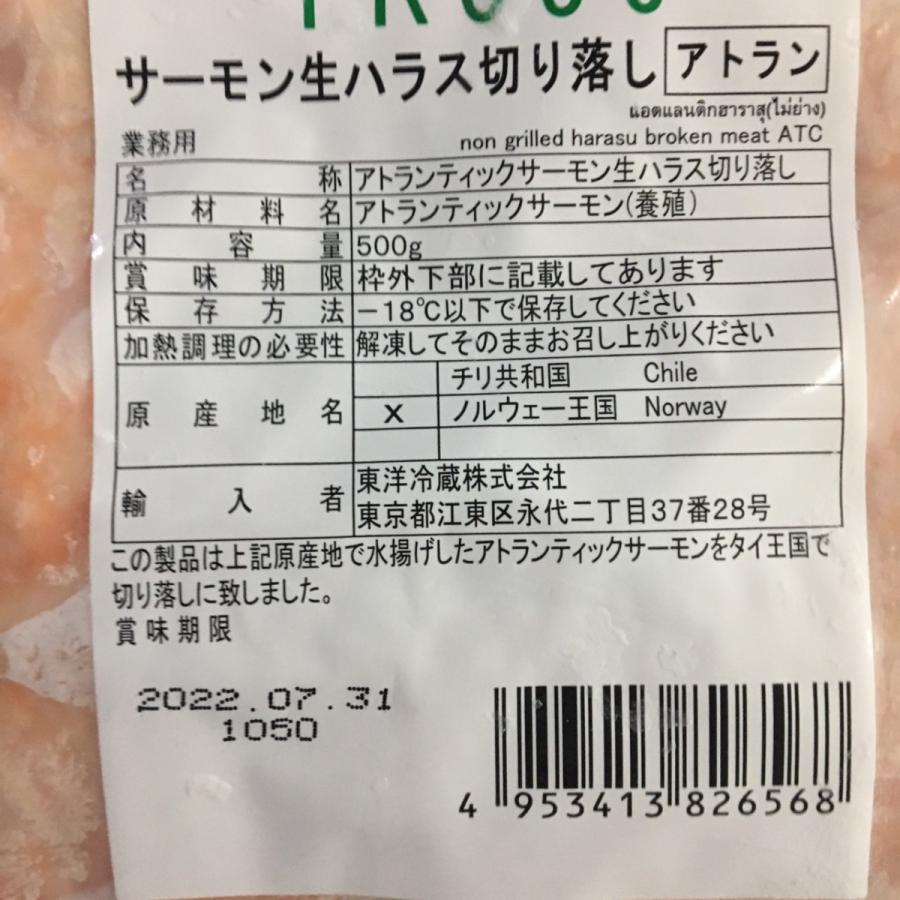 サーモン生ハラス切り落し アトラン
แอตแลนติกฮาราสุ(ไม่ย่าง)
業務用 non grilled harasu broken meat ATC
名称 アトランティックサーモン生ハラス切り落し
原材料名 アトランティックサーモン(養殖)
内容量 500g
賞味期限 枠外下部に記載してあります
保存方法 －18℃以下で保存してください
加熱調理の必要性 解凍してそのままお召し上がりください
チリ共和国 Chile
原産地名 X ノルウェー王国 Norway
輸入者 東洋冷蔵株式会社
東京都江東区永代二丁目37番28号
この製品は上記原産地で水揚げしたアトランティックサーモンをタイ王国で
切り落しに致しました。
賞味期限
2022.07.31
1050
4 953413 826568